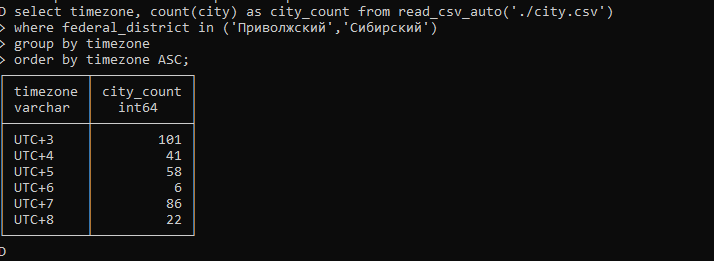 D select timezone, count(city) as city_count from read_csv_auto('./city.csv')
> where federal_district in ('Приволжский','Сибирский')
> group by timezone
> order by timezone ASC;
timezone city_count
varchar int64
UTC+3 101
UTC+4 41
UTC+5 58
UTC+6 6
UTC+7 86
UTC+8 22
D